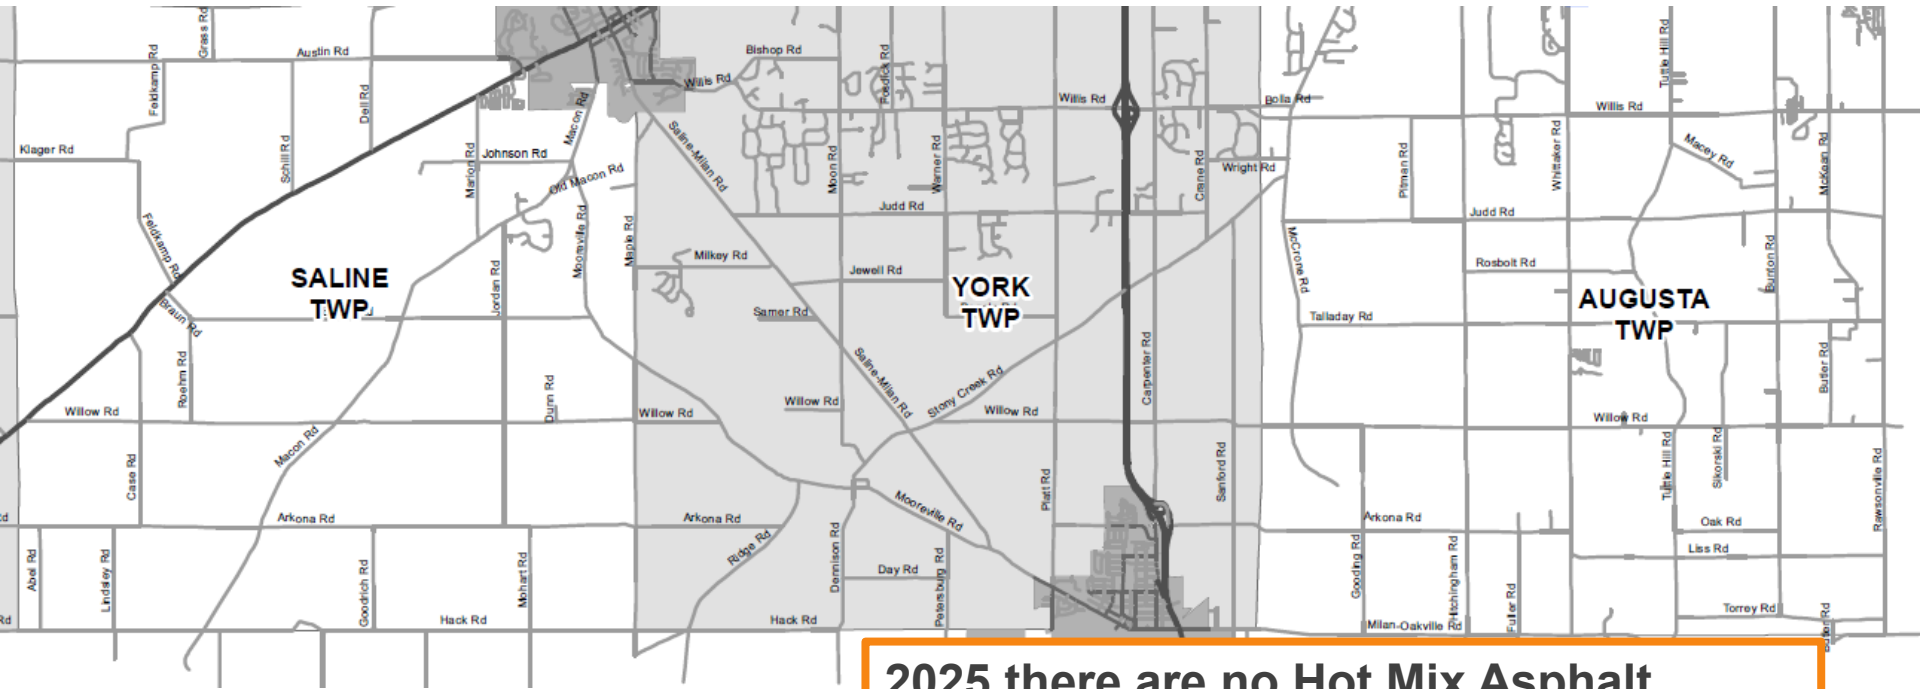 Grass Rd
Austin Rd
Feldkamp Rd
Dell Rd
Schill Rd
Klager Rd
Feldkamp Rd
Braun Rd
Roehm Rd
SALINE
TWP
Marion Rd
Johnson Rd
Macon Rd
Old Macon Rd
Mooreville Rd
Maple Rd
Jordan Rd
Dunn Rd
Willow Rd
Macon Rd
Case Rd
Arkona Rd
Abel Rd
Lindsley Rd
Goodrich Rd
Mohart Rd
Hack Rd
Rd
Bishop Rd
Willis Rd
Fosdick Rd
Saline-Milan Rd
Moon Rd
Warner Rd
Judd Rd
Milkey Rd
Jewell Rd
Samer Rd
YORK
TWP
Saline-Milan Rd
Stony Creek Rd
Willow Rd
Willow Rd
Willow Rd
Mooreville Rd
Arkona Rd
Ridge Rd
Dennison Rd
Day Rd
Petersburg Rd
Hack Rd
Platt Rd
Willis Rd
Crane Rd
Wright Rd
Bolla Rd
Carpenter Rd
Sanford Rd
McCrone Rd
Pitman Rd
Whittaker Rd
Willis Rd
Tuttle Hill Rd
Macey Rd
McKean Rd
Judd Rd
Rosbolt Rd
Bunton Rd
AUGUSTA
TWP
Talladay Rd
Butler Rd
Willow Rd
Tuttle Hill Rd
Sikorski Rd
Rawsonville Rd
Arkona Rd
Oak Rd
Liss Rd
Gooding Rd
Hitchingham Rd
Fuller Rd
Torrey Rd
Milan-Oakville Rd
Butler Rd
2025 there are no Hot Mix Asphalt